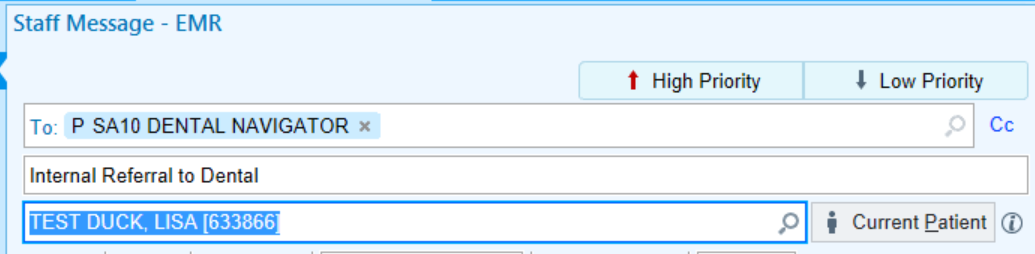 Staff Message - EMR
High Priority
Low Priority
To: P SA10 DENTAL NAVIGATOR ×
Cc
Internal Referral to Dental
TEST DUCK, LISA [633866]
Current Patient